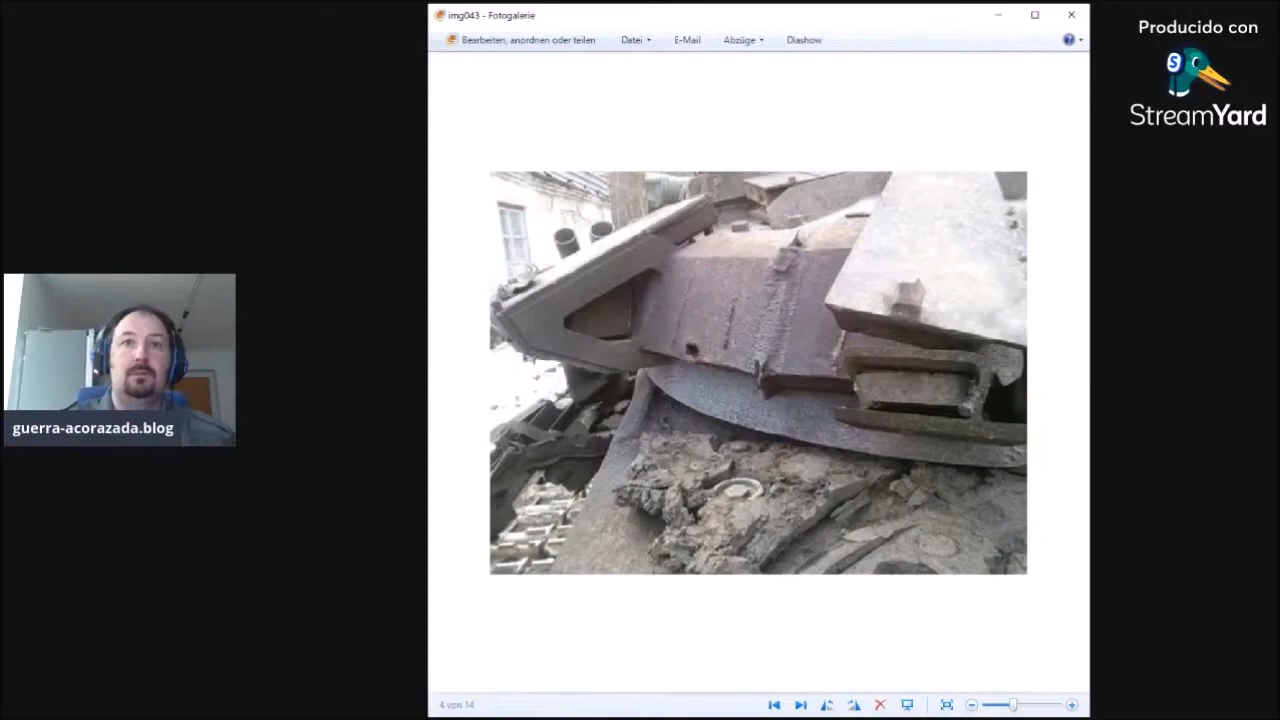 img043 - Fotogalerie
Bearbeiten, anordnen oder teilen Datei E-Mail Abzüge Diashow
Producido con
StreamYard
guerra-acorazada.blog
4 von 14